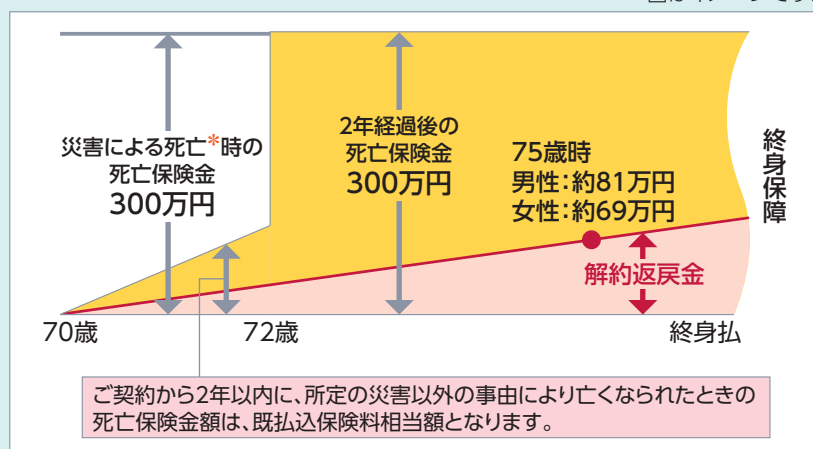 災害による死亡*時の
死亡保険金
300万円
2年経過後の
死亡保険金
300万円
75歳時
男性：約81万円
女性：約69万円
解約返戻金
終身保障
70歳
72歳
終身払
ご契約から2年以内に、所定の災害以外の事由により亡くなられたときの
死亡保険金額は、既払込保険料相当額となります。